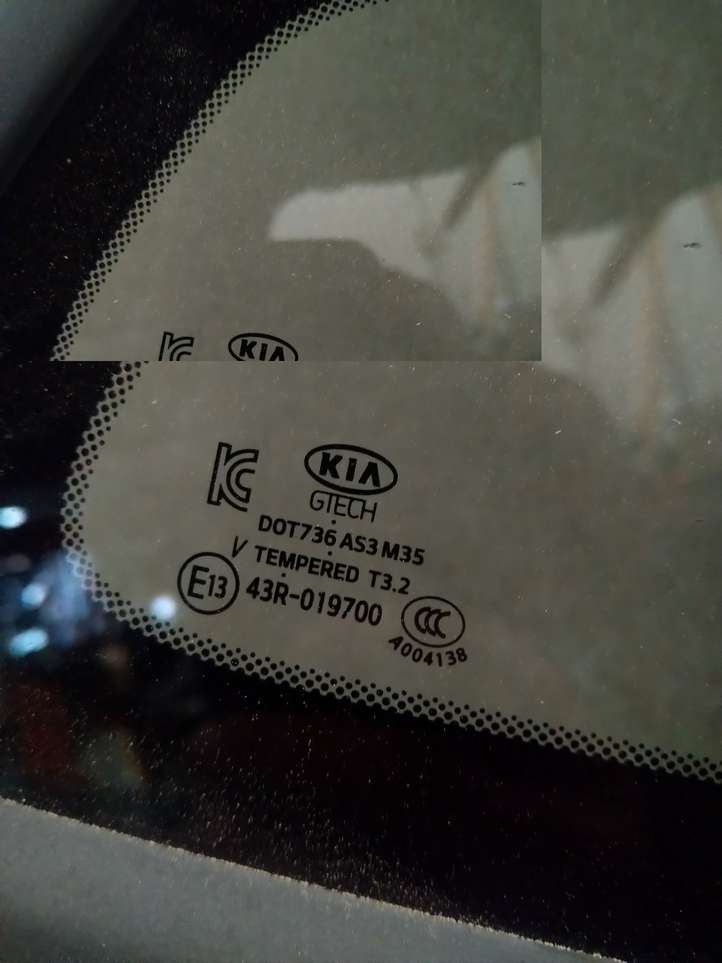 KC KIA
KC KIA
GTECH
DOT736 AS3 M35
V TEMPERED T3.2
E13 43R-019700 CCC
A004138